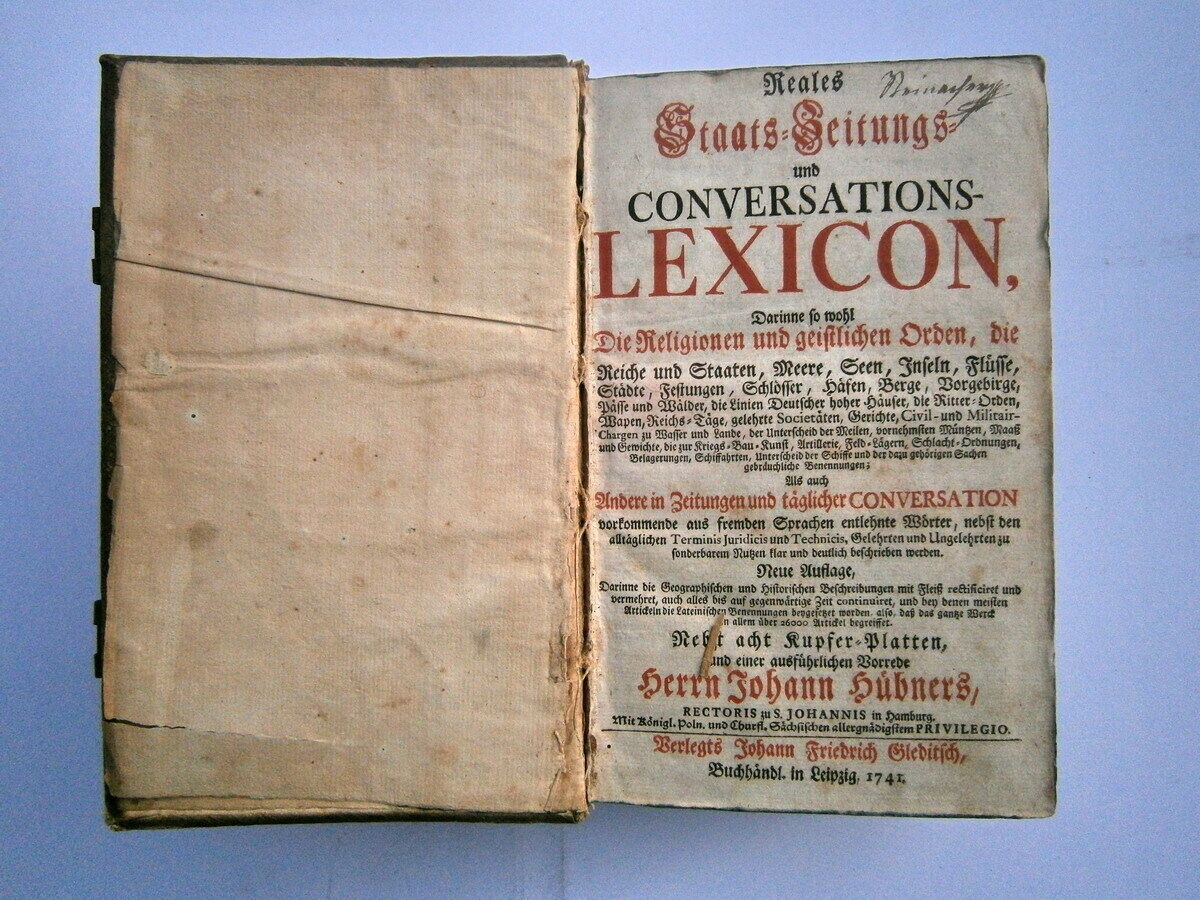 Reales
Staats-Zeitungs-
und
CONVERSATIONS-
LEXICON,
Darinne so wohl
Die Religionen und geistlichen Orden, die
Reiche und Staaten, Meere, Seen, Inseln, Flüsse,
Städte, Festungen, Schlösser, Häfen, Berge, Vorgebirge,
Pässe und Wälder, die Linien Deutscher hoher Häuser, die Ritter-Orden,
Wapen, Reichs-Täge, gelehrte Societäten, Gerichte, Civil- und Militair-
Chargen zu Wasser und Lande, der Unterscheid der Meilen, vornehmsten Müntzen, Maaß
und Gewichte, die zur Kriegs-Bau-Kunst, Artillerie, Feld-Lägern, Schlacht-Ordnungen,
Belagerungen, Schiffahrten, Unterscheid der Schiffe und der dazu gehörigen Sachen
gebräuchliche Benennungen;
Als auch
Andere in Zeitungen und täglicher CONVERSATION
vorkommende aus fremden Sprachen entlehnte Wörter, nebst den
alltäglichen Terminis Juridicis und Technicis, Gelehrten und Ungelehrten zu
sonderbarem Nutzen klar und deutlich beschrieben werden.
Neue Auflage,
Darinne die Geographischen und Historischen Beschreibungen mit Fleiß rectificiret und
vermehret, auch alles bis auf gegenwärtige Zeit continuiret, und bey denen meisten
Artickeln die Lateinischen Benennungen beygesetzet worden, also, daß das gantze Werck
in allem über 26000 Artickel begreiffet.
Nebst acht Kupfer-Platten,
und einer ausführlichen Vorrede
Herrn Johann Hübners,
RECTORIS zu S. JOHANNIS in Hamburg.
Mit Königl. Poln. und Churfl. Sächsischen allergnädigstem PRIVILEGIO.
Verlegts Johann Friedrich Gleditsch,
Buchhändl. in Leipzig, 1741.